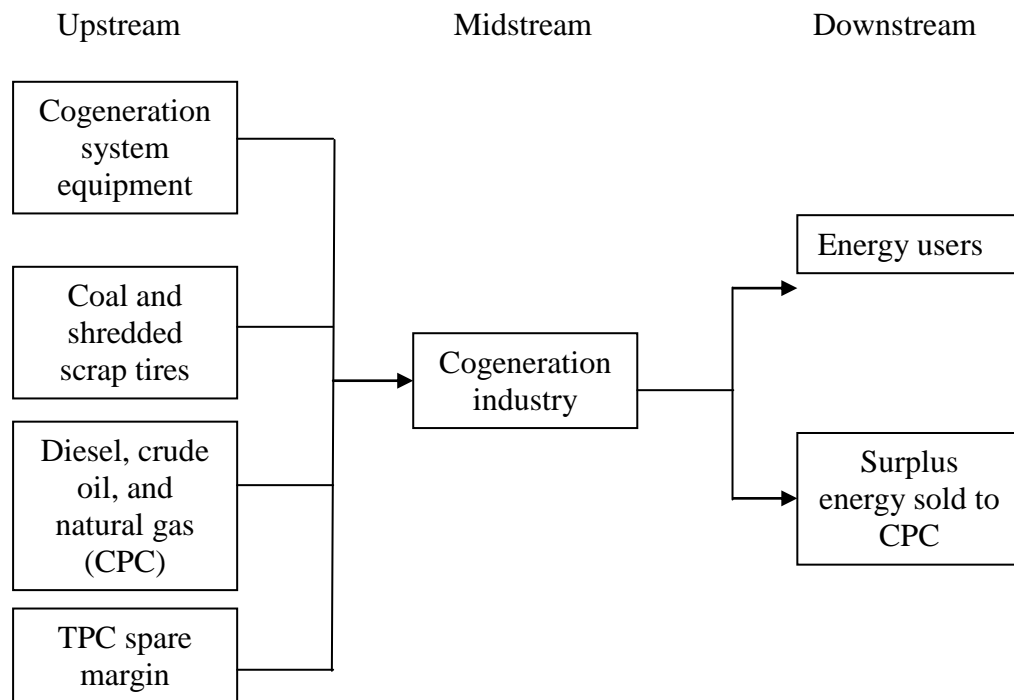 Upstream
Midstream
Downstream
Cogeneration
system
equipment
Coal and
shredded
scrap tires
Diesel, crude
oil, and
natural gas
(CPC)
TPC spare
margin
Cogeneration
industry
Energy users
Surplus
energy sold to
CPC